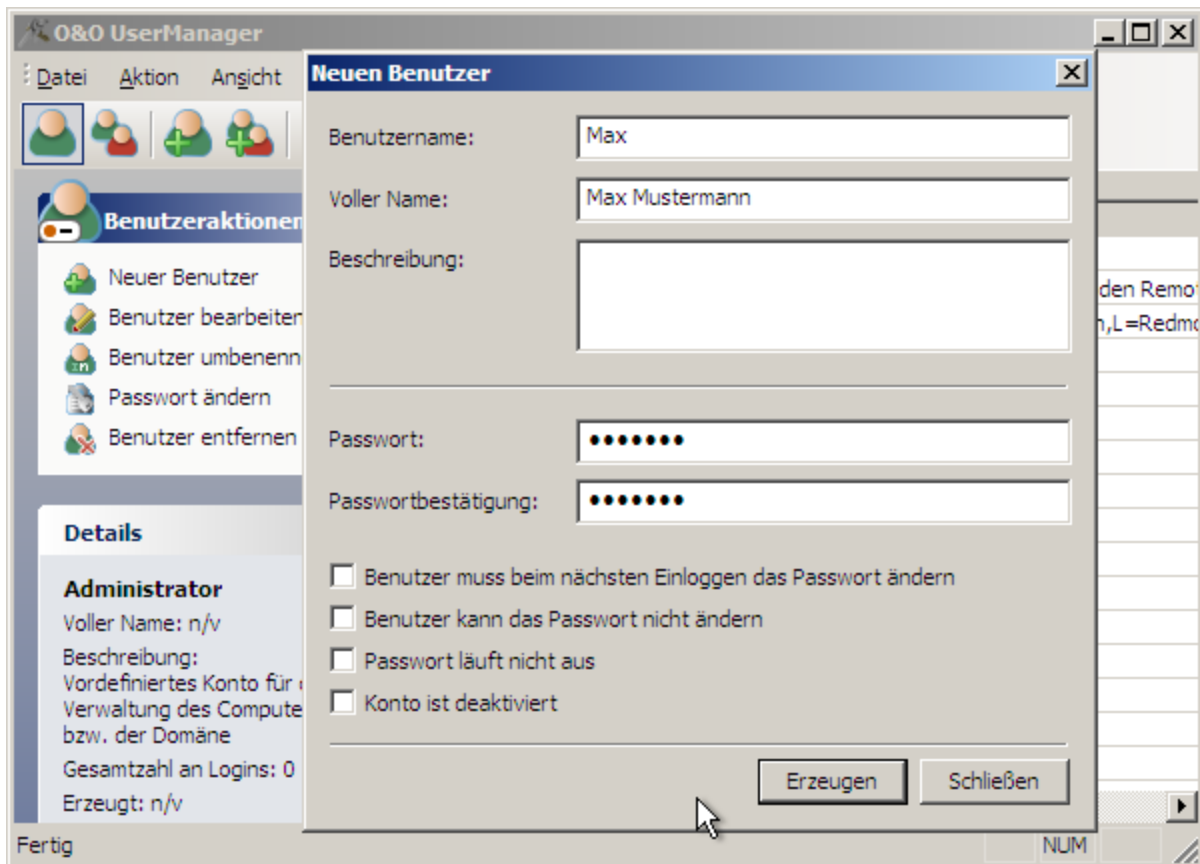 O&O UserManager
Datei Aktion Ansicht
Benutzeraktionen
Neuer Benutzer
Benutzer bearbeiten
Benutzer umbenenn
Passwort ändern
Benutzer entfernen
Details
Administrator
Voller Name: n/v
Beschreibung:
Vordefiniertes Konto für
Verwaltung des Compute
bzw. der Domäne
Gesamtzahl an Logins: 0
Erzeugt: n/v
Fertig
Neuen Benutzer
Benutzername: Max
Voller Name: Max Mustermann
Beschreibung:
Passwort: •••••••
Passwortbestätigung: •••••••
Benutzer muss beim nächsten Einloggen das Passwort ändern
Benutzer kann das Passwort nicht ändern
Passwort läuft nicht aus
Konto ist deaktiviert
Erzeugen Schließen
den Remo
,L=Redm
NUM